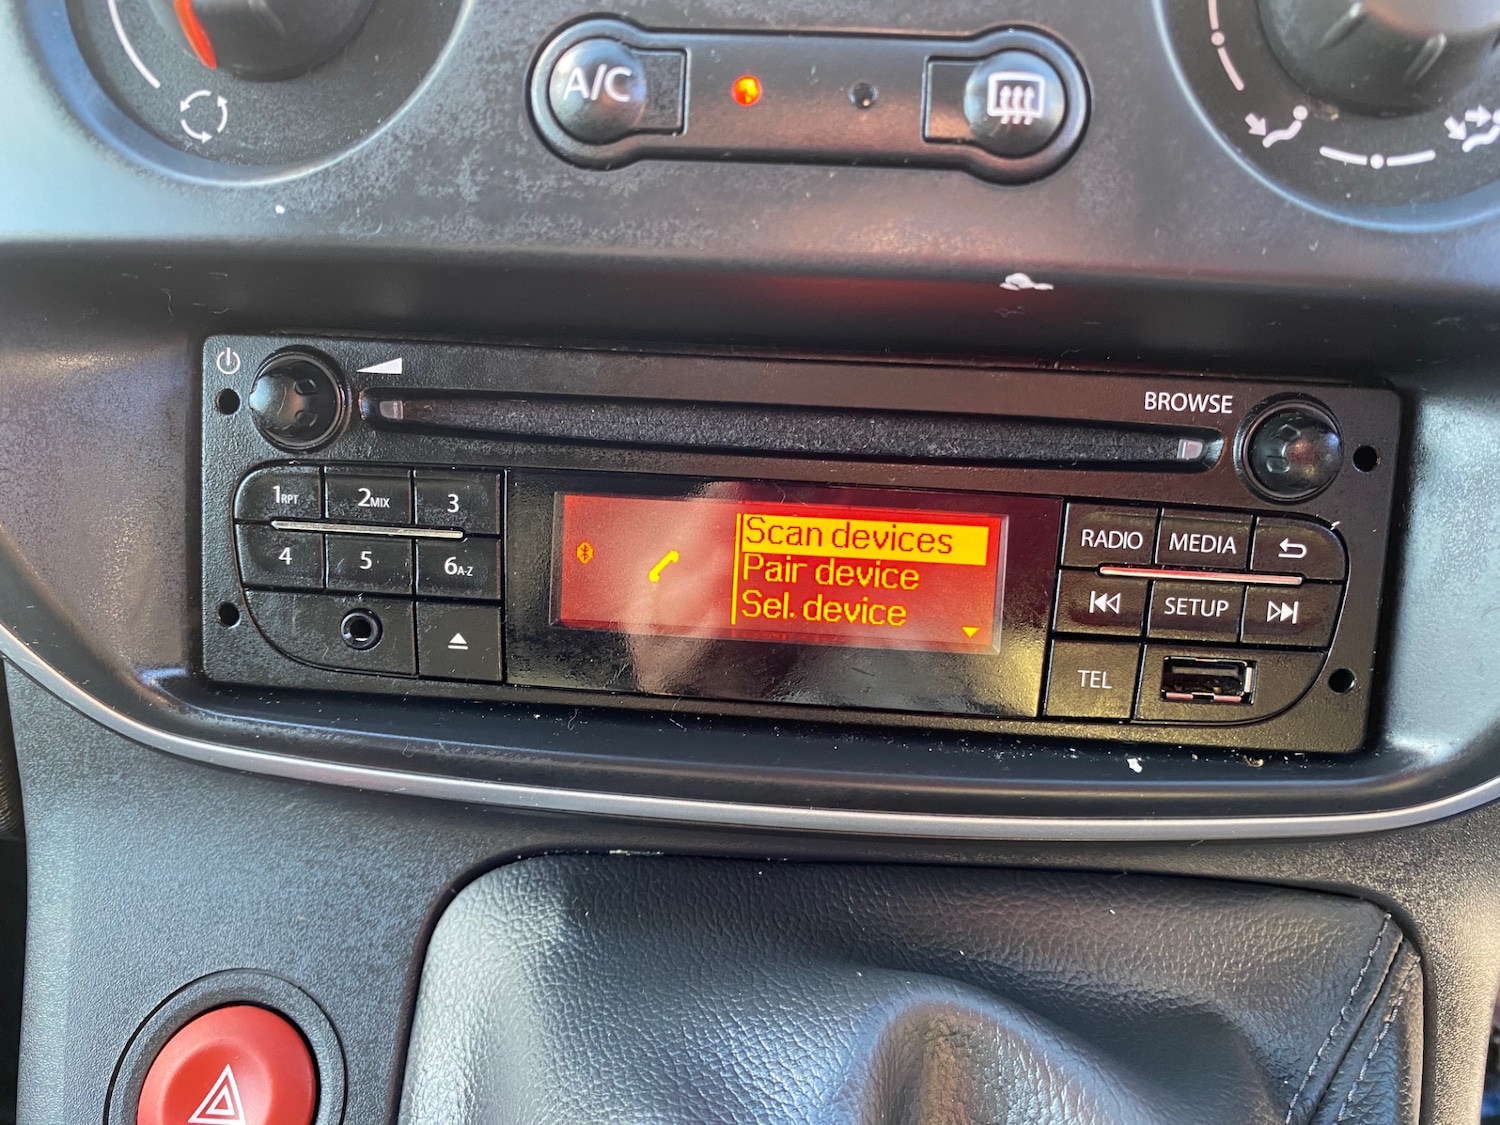 A/C
BROWSE
1RPT
2MIX
3
4
5
6A-Z
Scan devices
Pair device
Sel. device
RADIO
MEDIA
SETUP
TEL